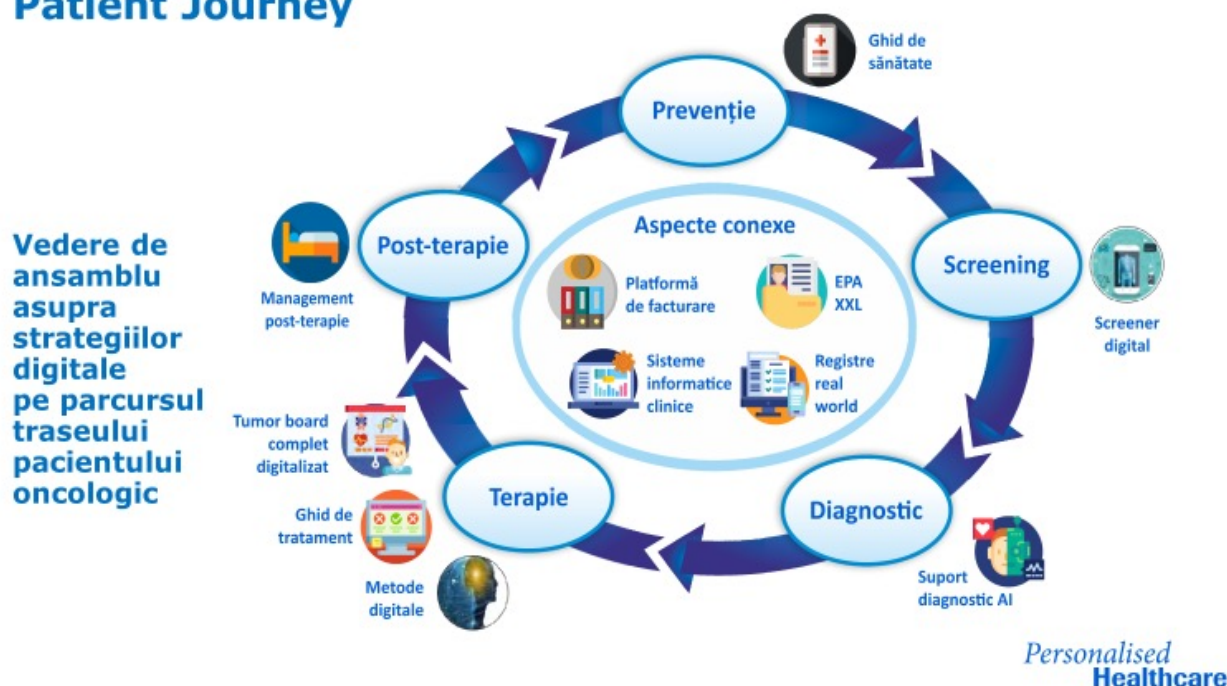 Patient Journey
Vedere de
ansamblu
asupra
strategiilor
digitale
pe parcursul
traseului
pacientului
oncologic
Prevenție
Ghid de
sănătate
Screening
Screener
digital
Diagnostic
Suport
diagnostic AI
Terapie
Metode
digitale
Ghid de
tratament
Tumor board
complet
digitalizat
Post-terapie
Management
post-terapie
Aspecte conexe
Platformă
de facturare
EPA
XXL
Sisteme
informatice
clinice
Registre
real
world
Personalised
Healthcare